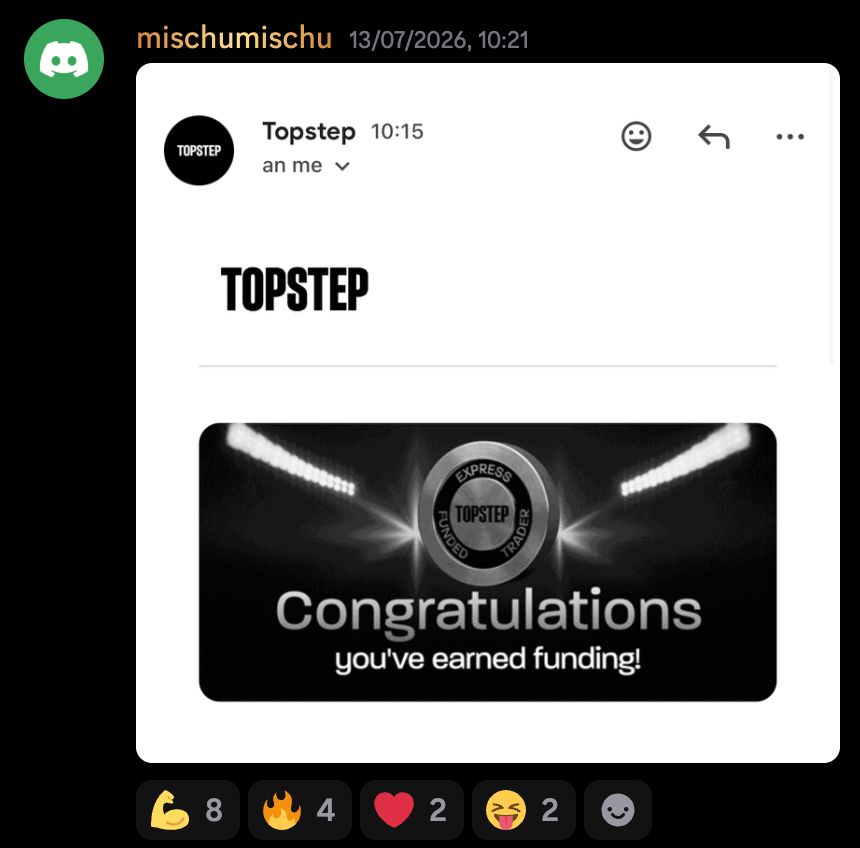 mischumischu 13/07/2026, 10:21
Topstep 10:15
TOPSTEP
an me
TOPSTEP
EXPRESS
TOPSTEP
FUNDED TRADER
Congratulations
you've earned funding!
8 4 2 2